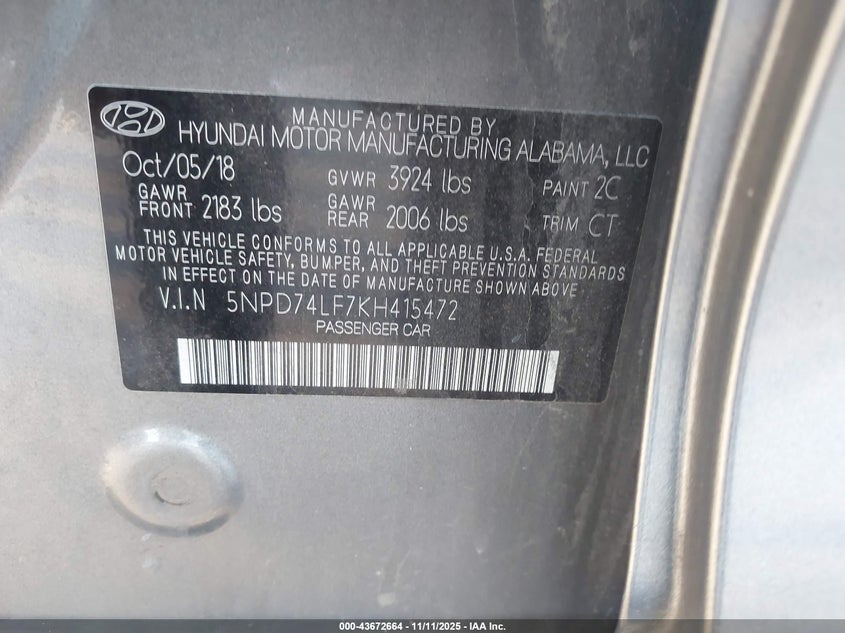 MANUFACTURED BY
HYUNDAI MOTOR MANUFACTURING ALABAMA, LLC
Oct/05/18 GVWR 3924 lbs PAINT 2C
GAWR FRONT 2183 lbs GAWR REAR 2006 lbs TRIM CT
THIS VEHICLE CONFORMS TO ALL APPLICABLE U.S.A. FEDERAL
MOTOR VEHICLE SAFETY, BUMPER, AND THEFT PREVENTION STANDARDS
IN EFFECT ON THE DATE OF MANUFACTURE SHOWN ABOVE.
V.I.N 5NPD74LF7KH415472
PASSENGER CAR
000-43672664 - 11/11/2025 - IAA Inc.